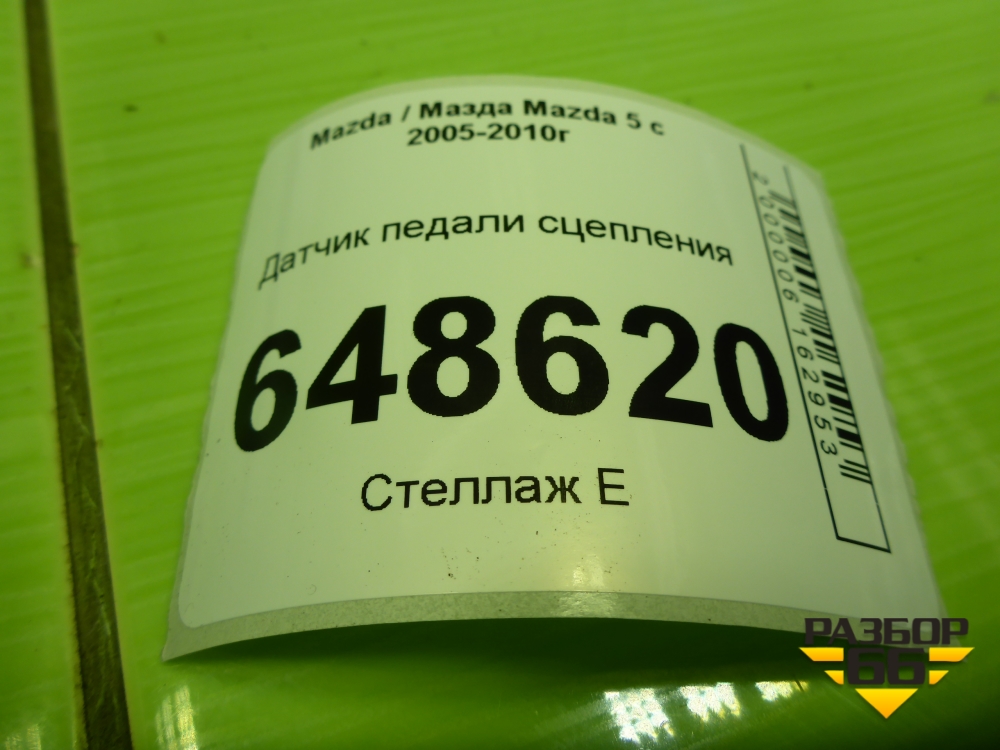 Mazda / Мазда Mazda 5 с
2005-2010г
Датчик педали сцепления
648620
Стеллаж Е
2000006162953
РАЗБОР
66